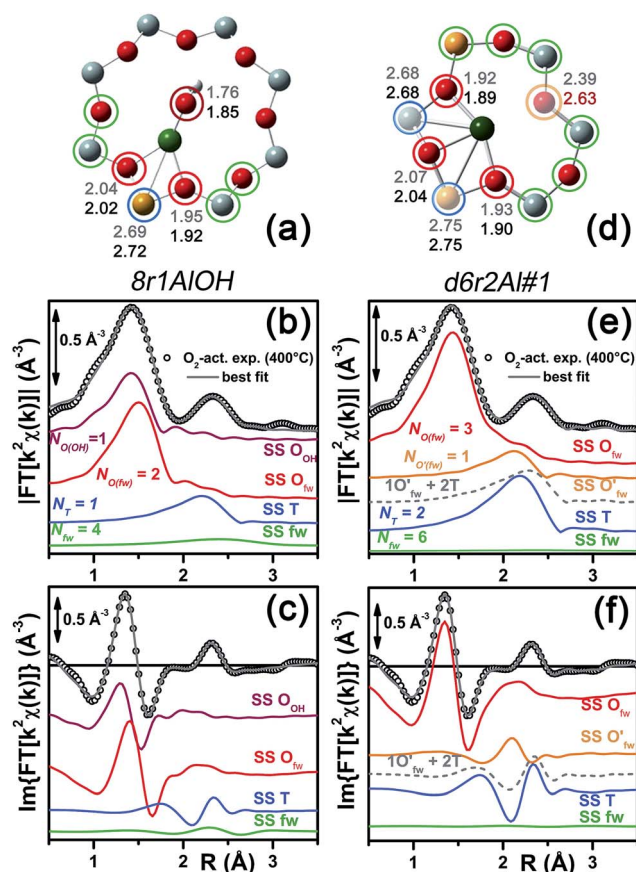 (a)
1.76
1.85
2.04
2.02
1.95
1.92
2.69
2.72
(d)
2.68
2.68
1.92
1.89
2.39
2.63
2.07
2.04
1.93
1.90
2.75
2.75
8r1AlOH
d6r2Al#1
(b)
0.5 Å⁻³
O₂-act. exp. (400°C)
best fit
N_O(OH)=1
SS O_OH
N_O(fw) = 2
SS O_fw
N_T = 1
SS T
N_fw = 4
SS fw
|FT[k²χ(k)]| (Å⁻³)
1 2 3
(e)
0.5 Å⁻³
O₂-act. exp. (400°C)
best fit
N_O(fw) = 3
SS O_fw
N_O'(fw) = 1
SS O'_fw
1O'_fw + 2T
N_T = 2
SS T
N_fw = 6
SS fw
|FT[k²χ(k)]| (Å⁻³)
1 2 3
(c)
0.5 Å⁻³
SS O_OH
SS O_fw
SS T
SS fw
Im{FT[k²χ(k)]} (Å⁻³)
1 2 3
R (Å)
(f)
0.5 Å⁻³
SS O_fw
SS O'_fw
1O'_fw + 2T
SS T
SS fw
Im{FT[k²χ(k)]} (Å⁻³)
1 2 3
R (Å)